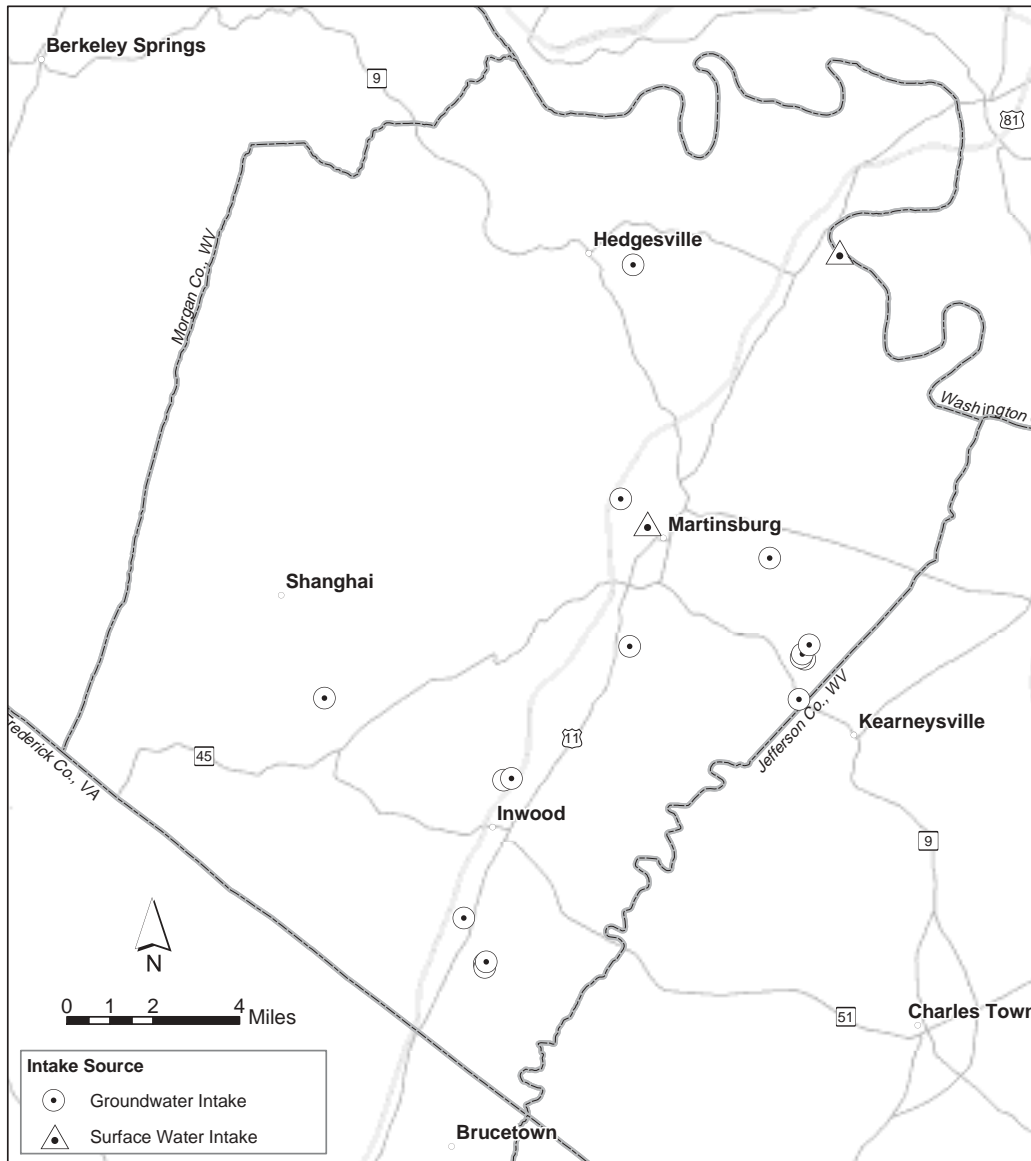 Berkeley Springs
9
81
Hedgesville
Morgan Co., WV
Washington
Martinsburg
Shanghai
Jefferson Co., WV
Kearneysville
11
Frederick Co., VA
45
Inwood
9
N
0 1 2 4 Miles
51
Charles Town
Intake Source
Groundwater Intake
Surface Water Intake
Brucetown